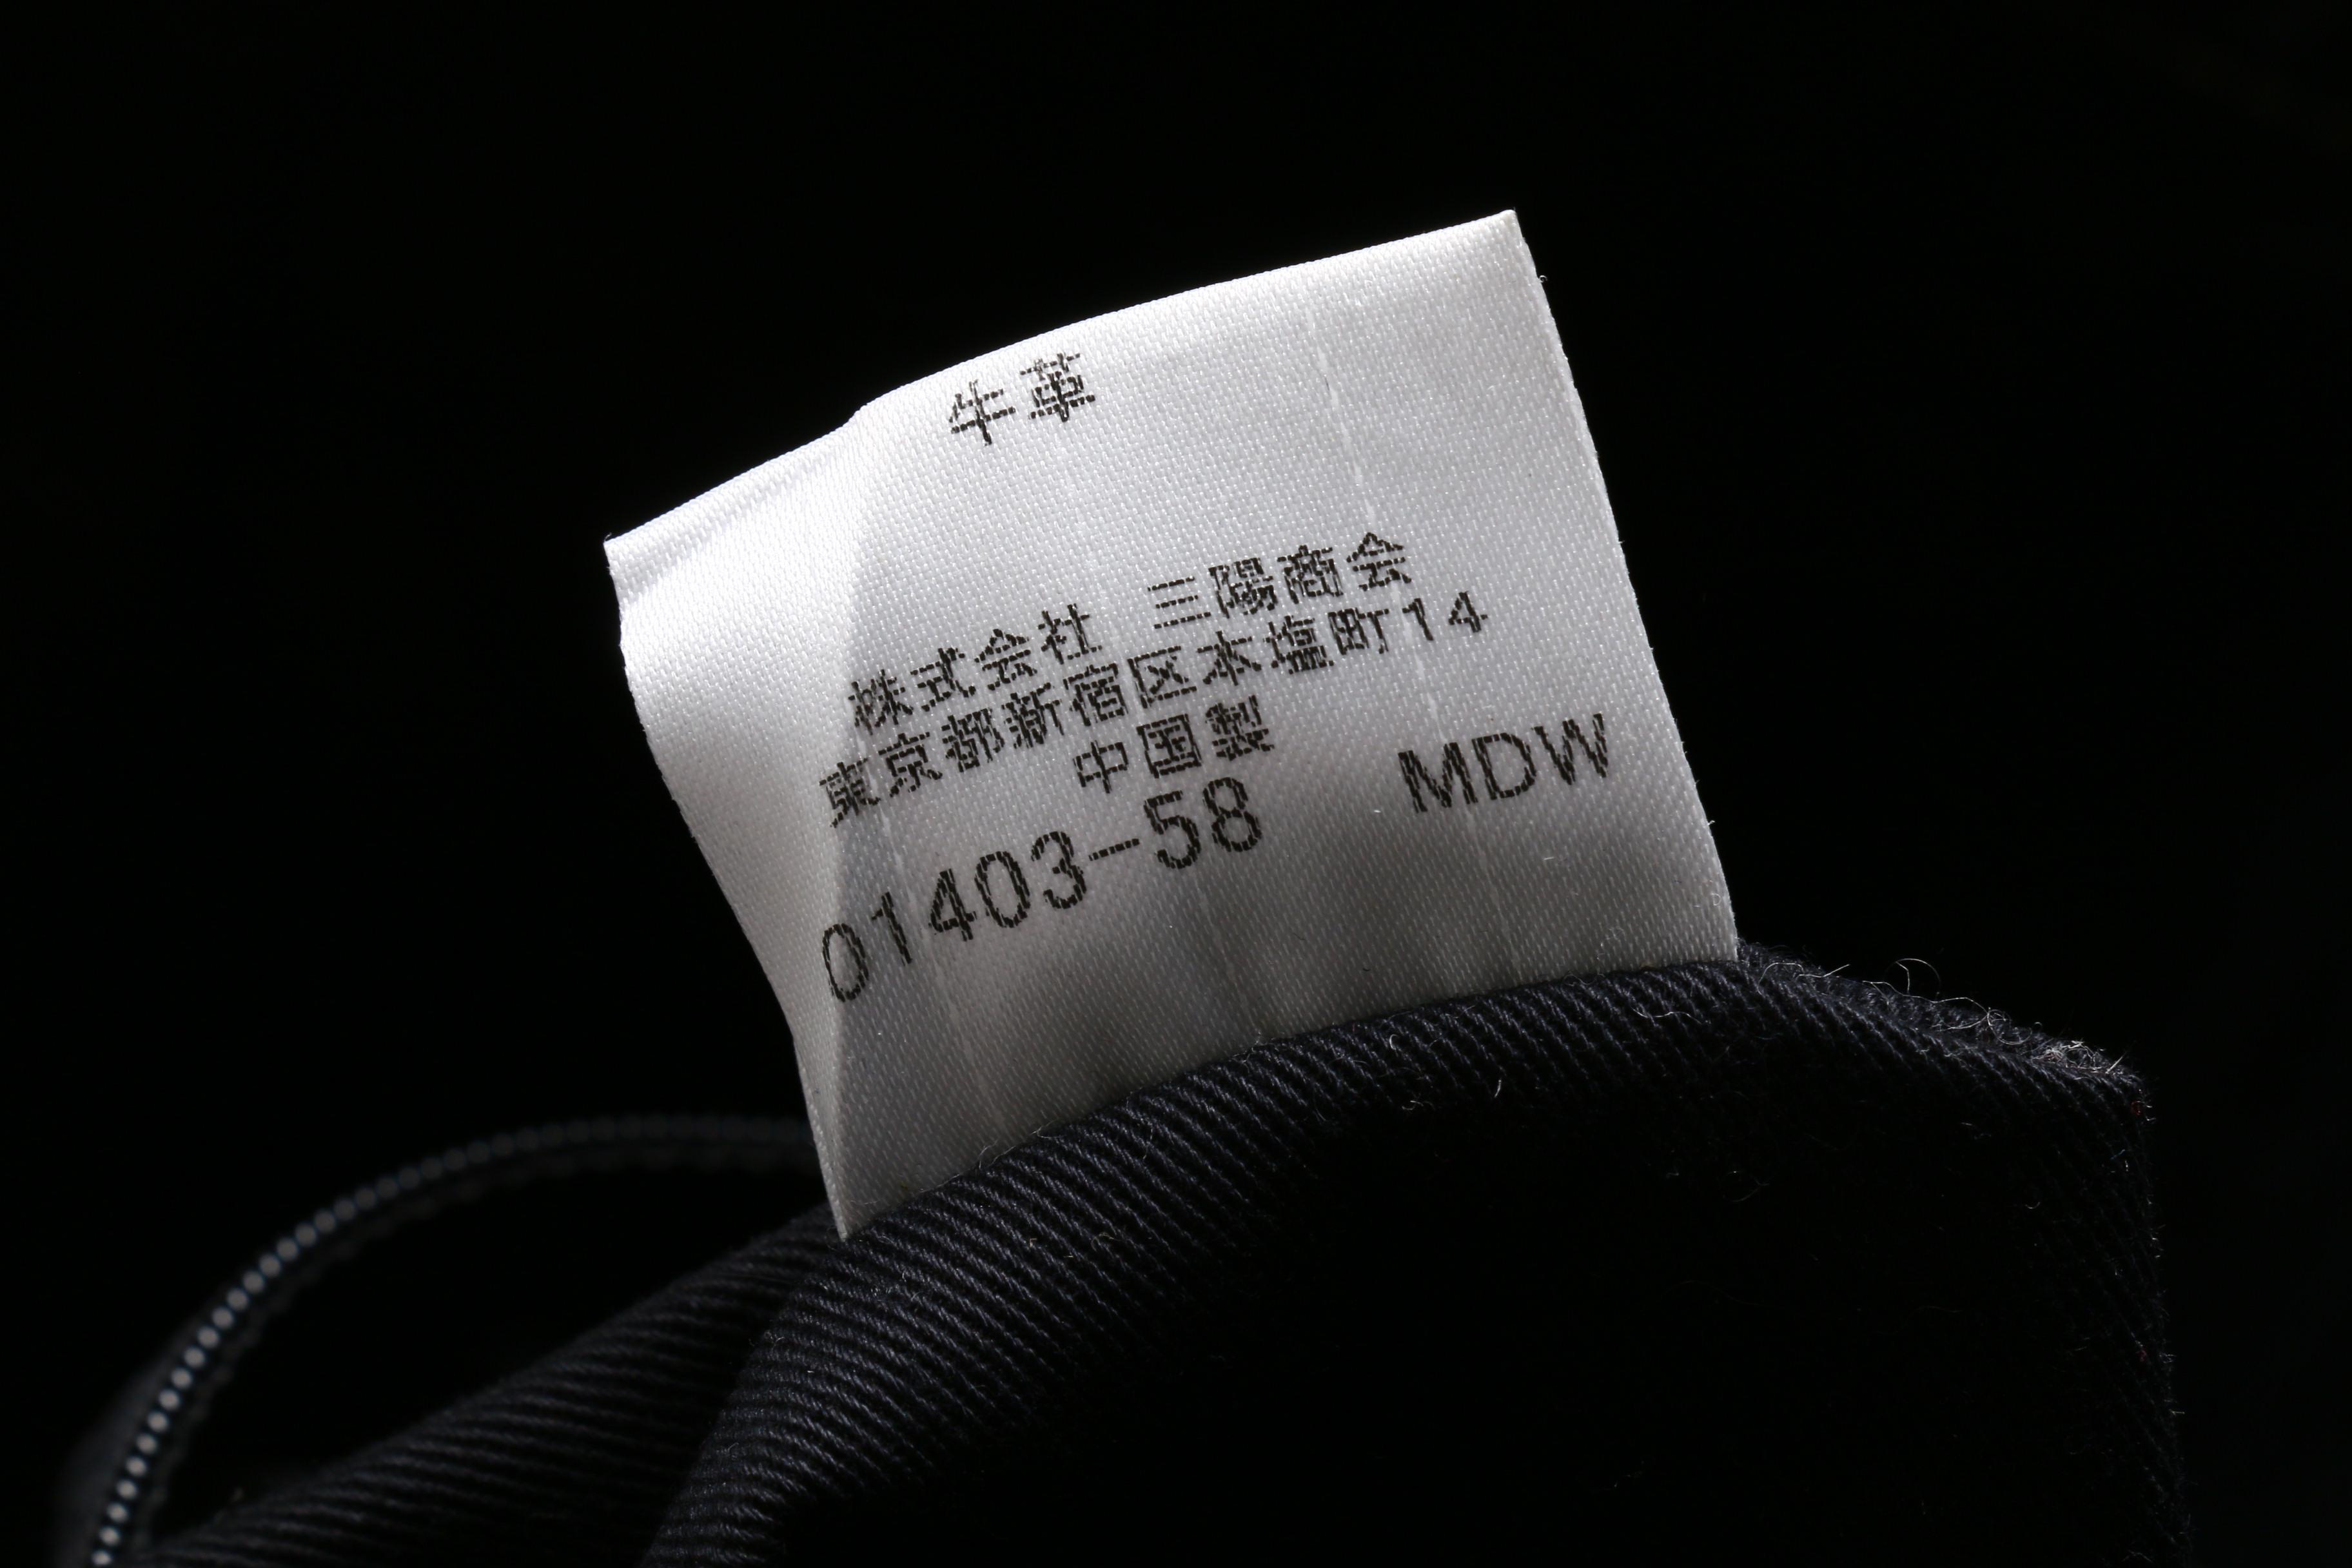 牛革
株式会社　三陽商会
東京都新宿区本塩町14
中国製
01403-58 MDW